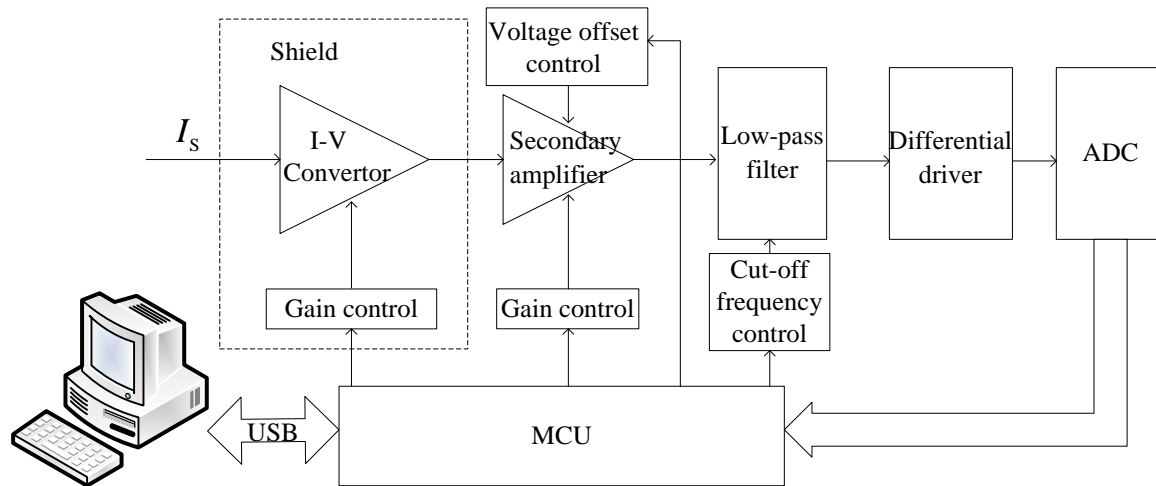 Shield
Voltage offset
control
I_S
I-V
Convertor
Secondary
amplifier
Low-pass
filter
Differential
driver
ADC
Gain control
Gain control
Cut-off
frequency
control
USB
MCU